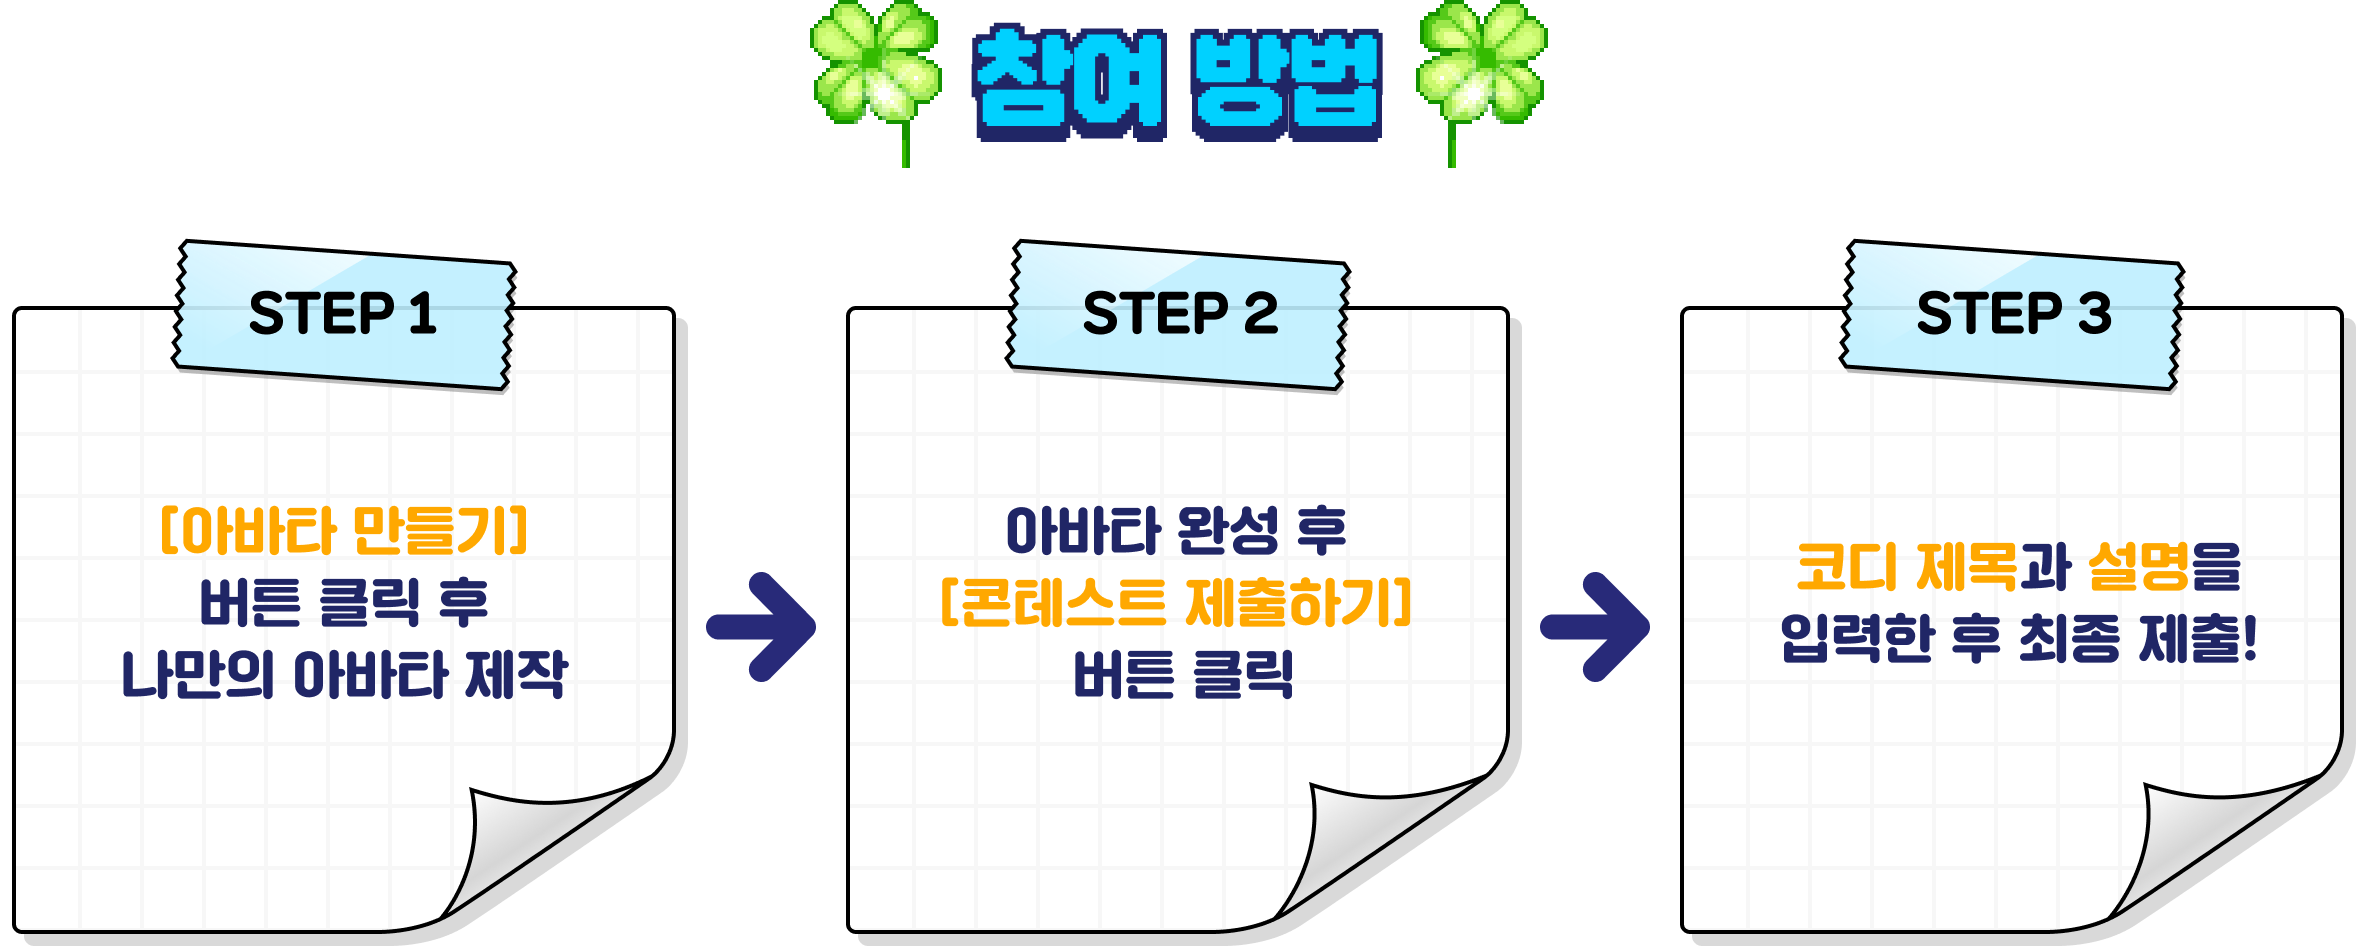 참여 방법
STEP 1
[아바타 만들기]
버튼 클릭 후
나만의 아바타 제작
STEP 2
아바타 완성 후
[콘테스트 제출하기]
버튼 클릭
STEP 3
코디 제목과 설명을
입력한 후 최종 제출!